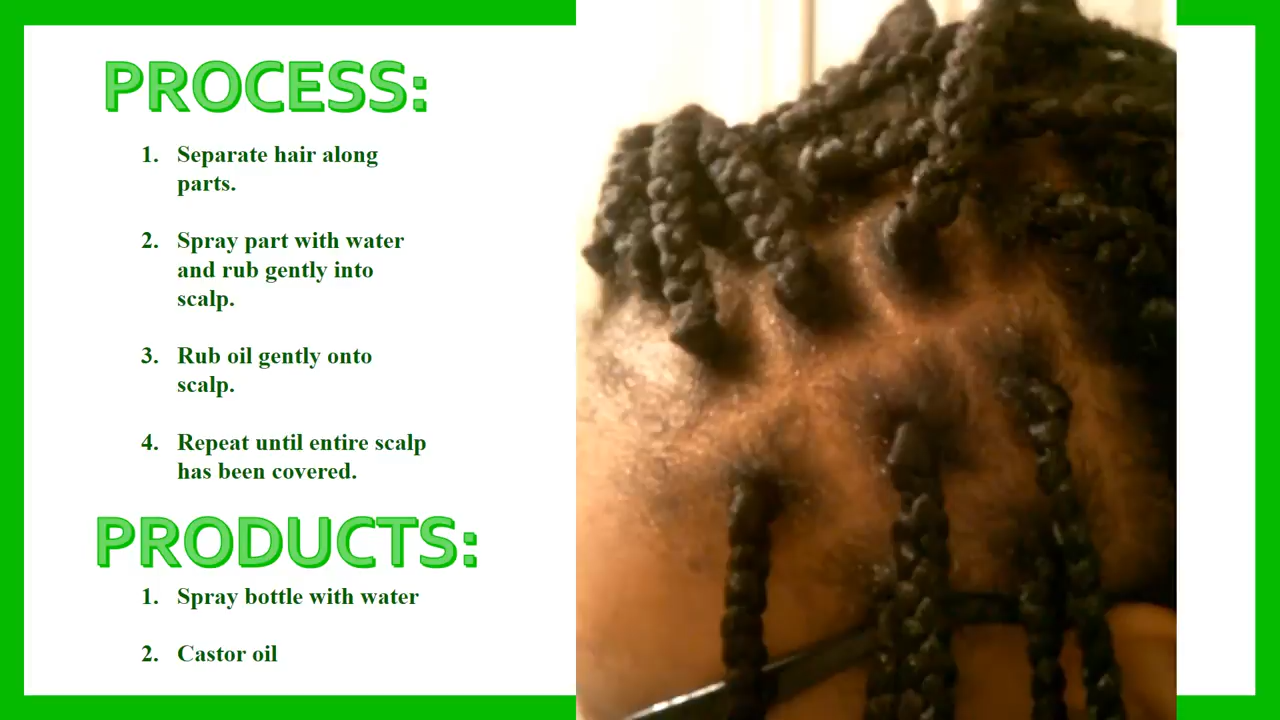 PROCESS:
1. Separate hair along
parts.
2. Spray part with water
and rub gently into
scalp.
3. Rub oil gently onto
scalp.
4. Repeat until entire scalp
has been covered.
PRODUCTS:
1. Spray bottle with water
2. Castor oil